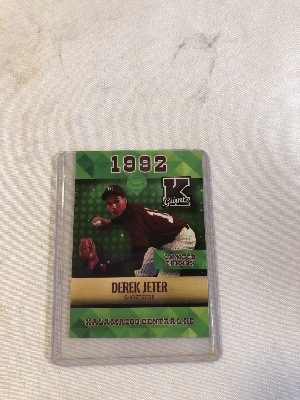 1992
K
Giants
DEREK JETER
SHORTSTOP
KALAMAZOO CENTRAL HS